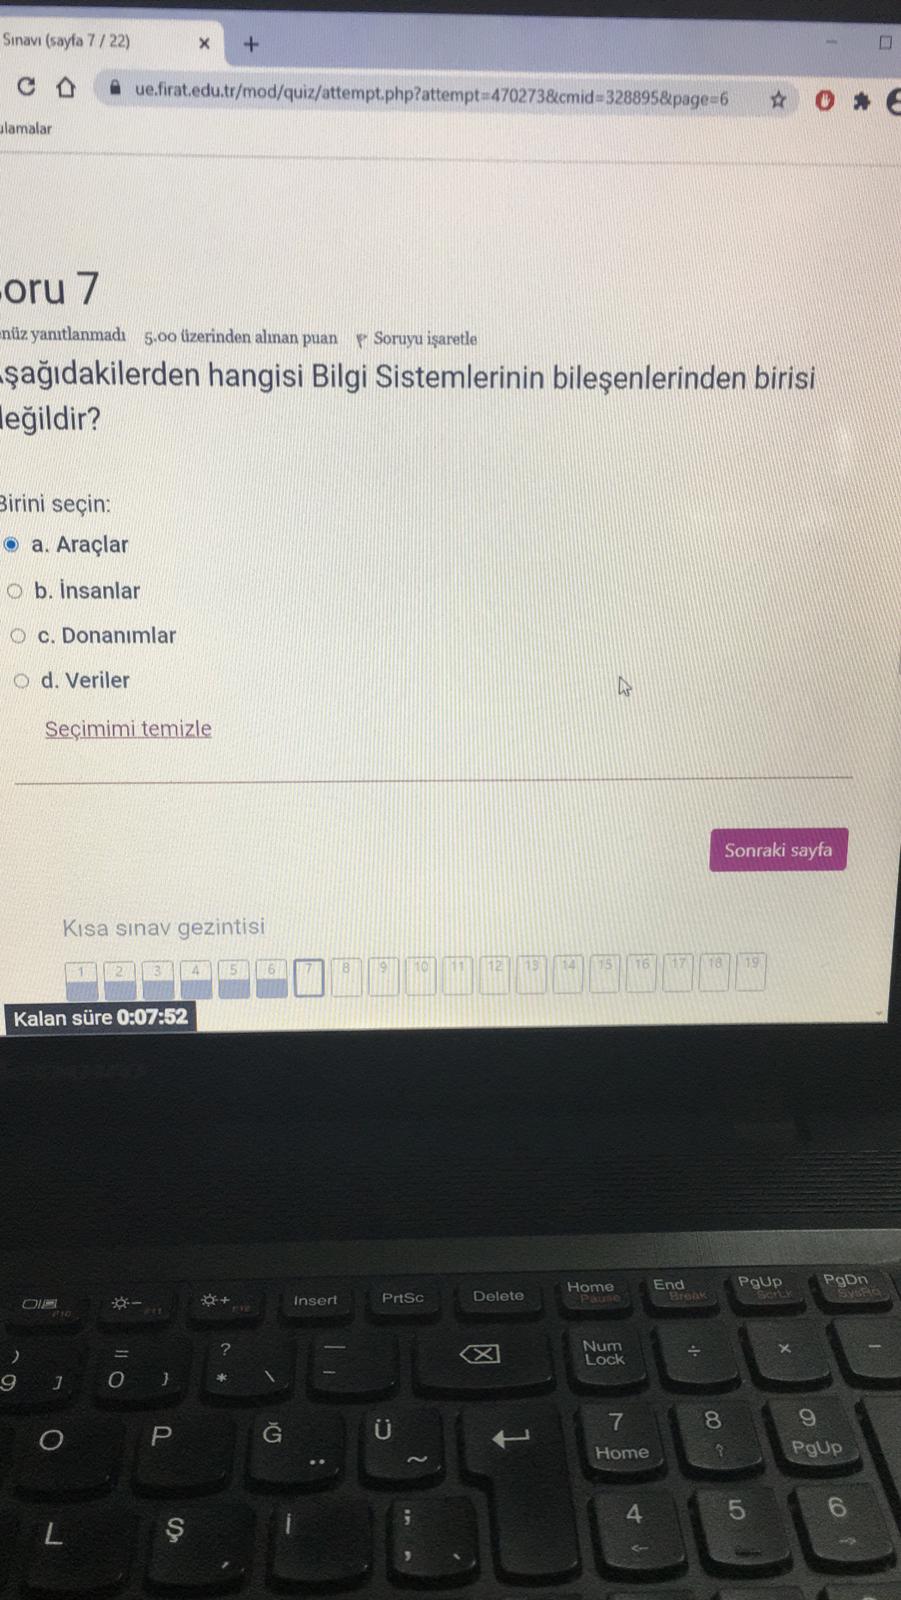 Sınavı (sayfa 7 / 22)
ue.firat.edu.tr/mod/quiz/attempt.php?attempt=470273&cmid=328895&page=6
ulamalar
oru 7
nüz yanıtlanmadı 5.00 üzerinden alınan puan Soruyu işaretle
şağıdakilerden hangisi Bilgi Sistemlerinin bileşenlerinden birisi
eğildir?
Birini seçin:
a. Araçlar
b. İnsanlar
c. Donanımlar
d. Veriler
Seçimimi temizle
Sonraki sayfa
Kısa sınav gezintisi
1 2 3 4 5 6 7 8 9 10 11 12 13 14 15 16 17 18 19
Kalan süre 0:07:52
F10 F11 F12 Insert PrtSc Delete Home Pause End Break PgUp ScrLk PgDn SysRq
) 9 ] = 0 } ? * \ — - Num Lock ÷ × −
O P Ğ ¨ Ü ~ 7 Home 8 9 PgUp
L Ş ´ İ ; , ` 4 5 6